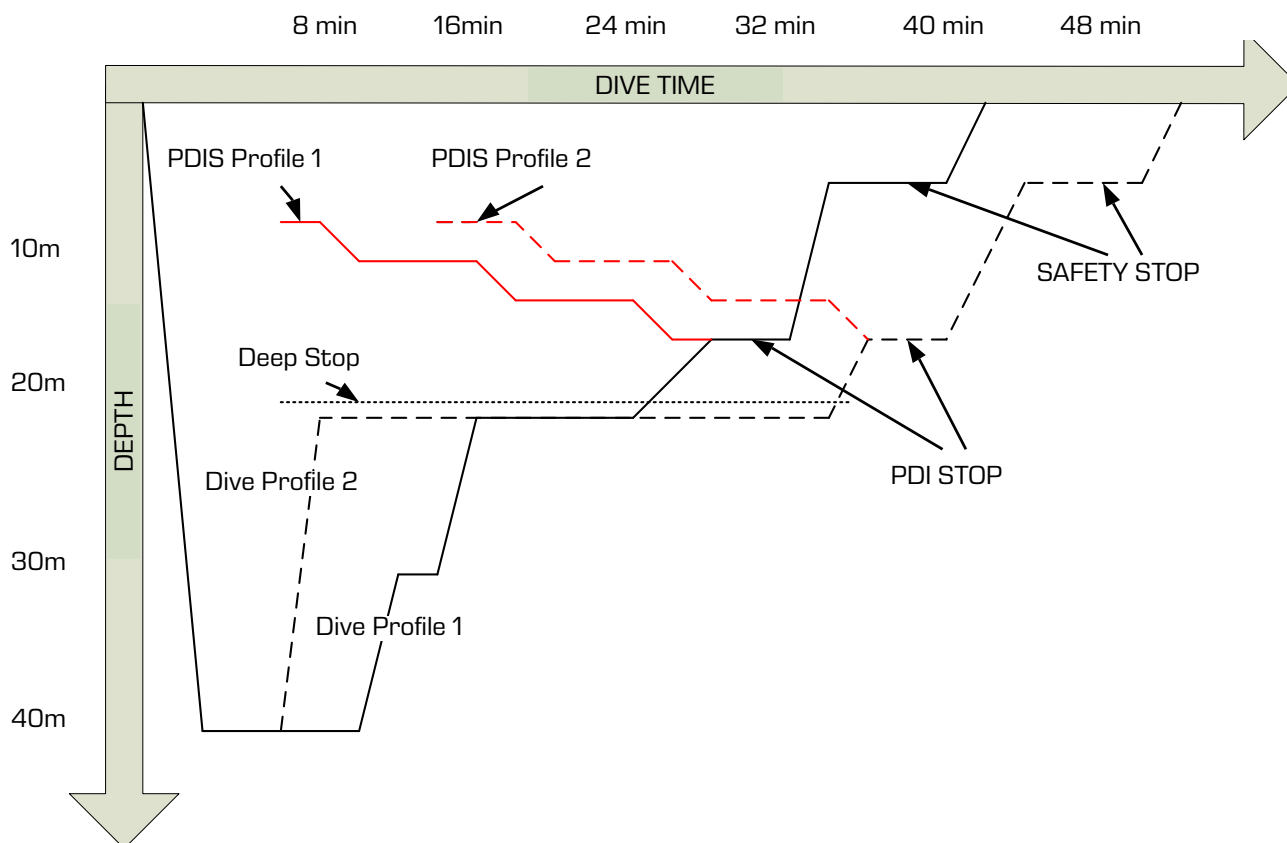 8 min 16min 24 min 32 min 40 min 48 min
DIVE TIME
PDIS Profile 1 PDIS Profile 2
10m
SAFETY STOP
Deep Stop
20m
DEPTH
PDI STOP
Dive Profile 2
30m
Dive Profile 1
40m